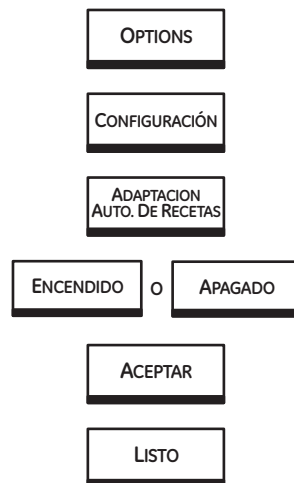 OPTIONS
CONFIGURACIÓN
ADAPTACION
AUTO. DE RECETAS
ENCENDIDO O APAGADO
ACEPTAR
LISTO